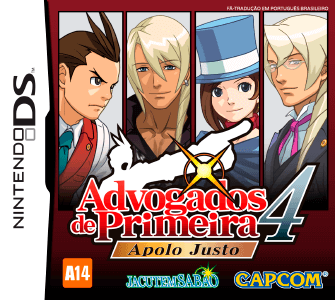 FÃ-TRADUÇÃO EM PORTUGUÊS BRASILEIRO
NINTENDO DS
Advogados
de Primeira 4
Apolo Justo
A14
JACUTEMSABÃO
CAPCOM